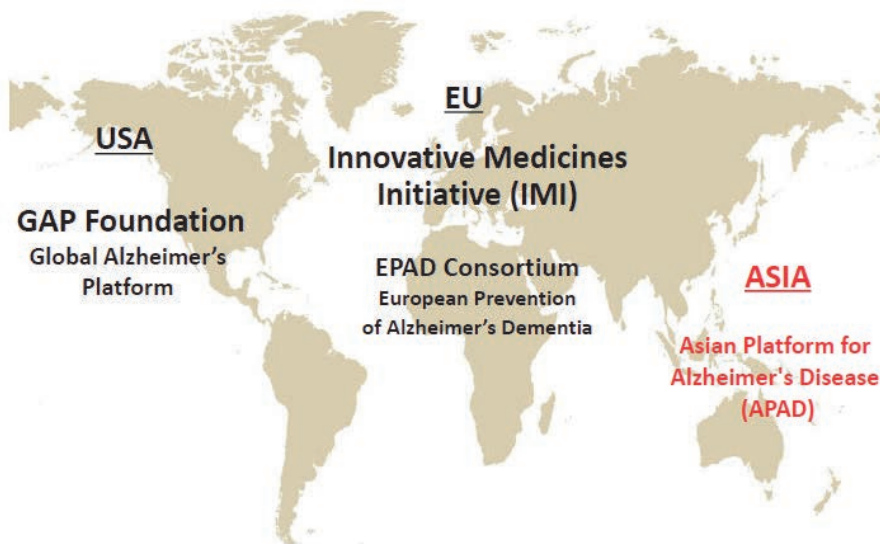 USA
GAP Foundation
Global Alzheimer’s
Platform
EU
Innovative Medicines
Initiative (IMI)
EPAD Consortium
European Prevention
of Alzheimer’s Dementia
ASIA
Asian Platform for
Alzheimer's Disease
(APAD)